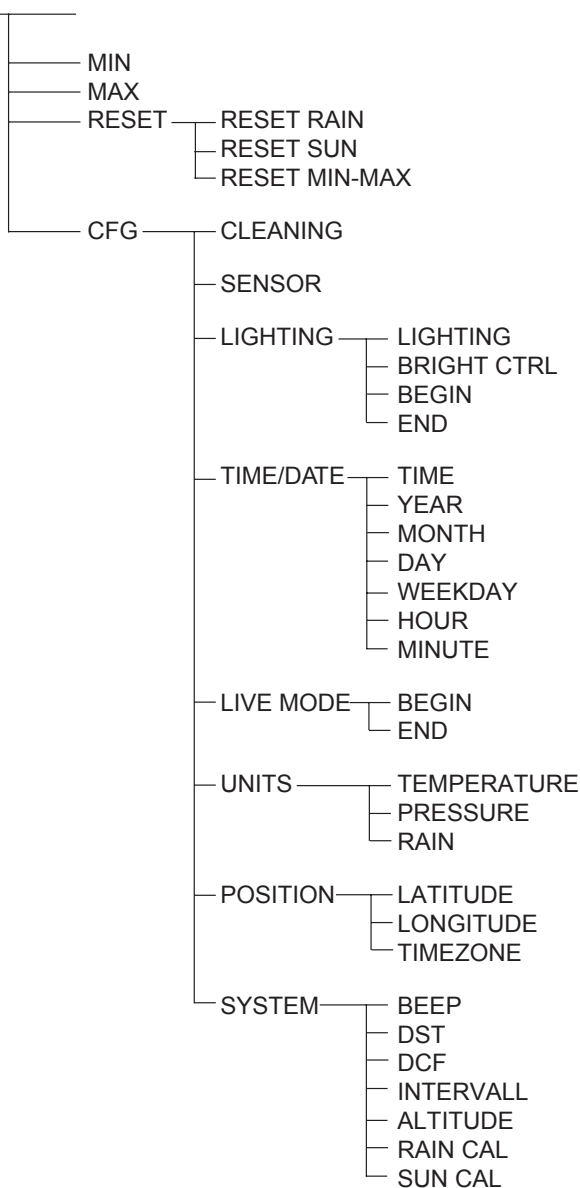 MIN
MAX
RESET RESET RAIN
RESET SUN
RESET MIN-MAX
CFG CLEANING
SENSOR
LIGHTING LIGHTING
BRIGHT CTRL
BEGIN
END
TIME/DATE TIME
YEAR
MONTH
DAY
WEEKDAY
HOUR
MINUTE
LIVE MODE BEGIN
END
UNITS TEMPERATURE
PRESSURE
RAIN
POSITION LATITUDE
LONGITUDE
TIMEZONE
SYSTEM BEEP
DST
DCF
INTERVALL
ALTITUDE
RAIN CAL
SUN CAL